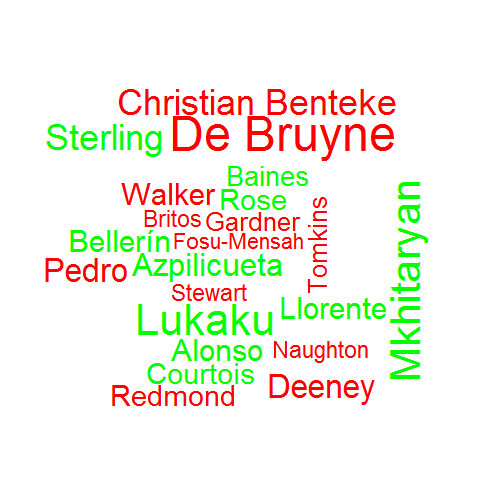 Christian Benteke
Sterling
De Bruyne
Baines
Walker
Rose
Britos
Gardner
Tomkins
Mkhitaryan
Bellerín
Fosu-Mensah
Pedro
Azpilicueta
Stewart
Lukaku
Llorente
Alonso
Naughton
Courtois
Deeney
Redmond